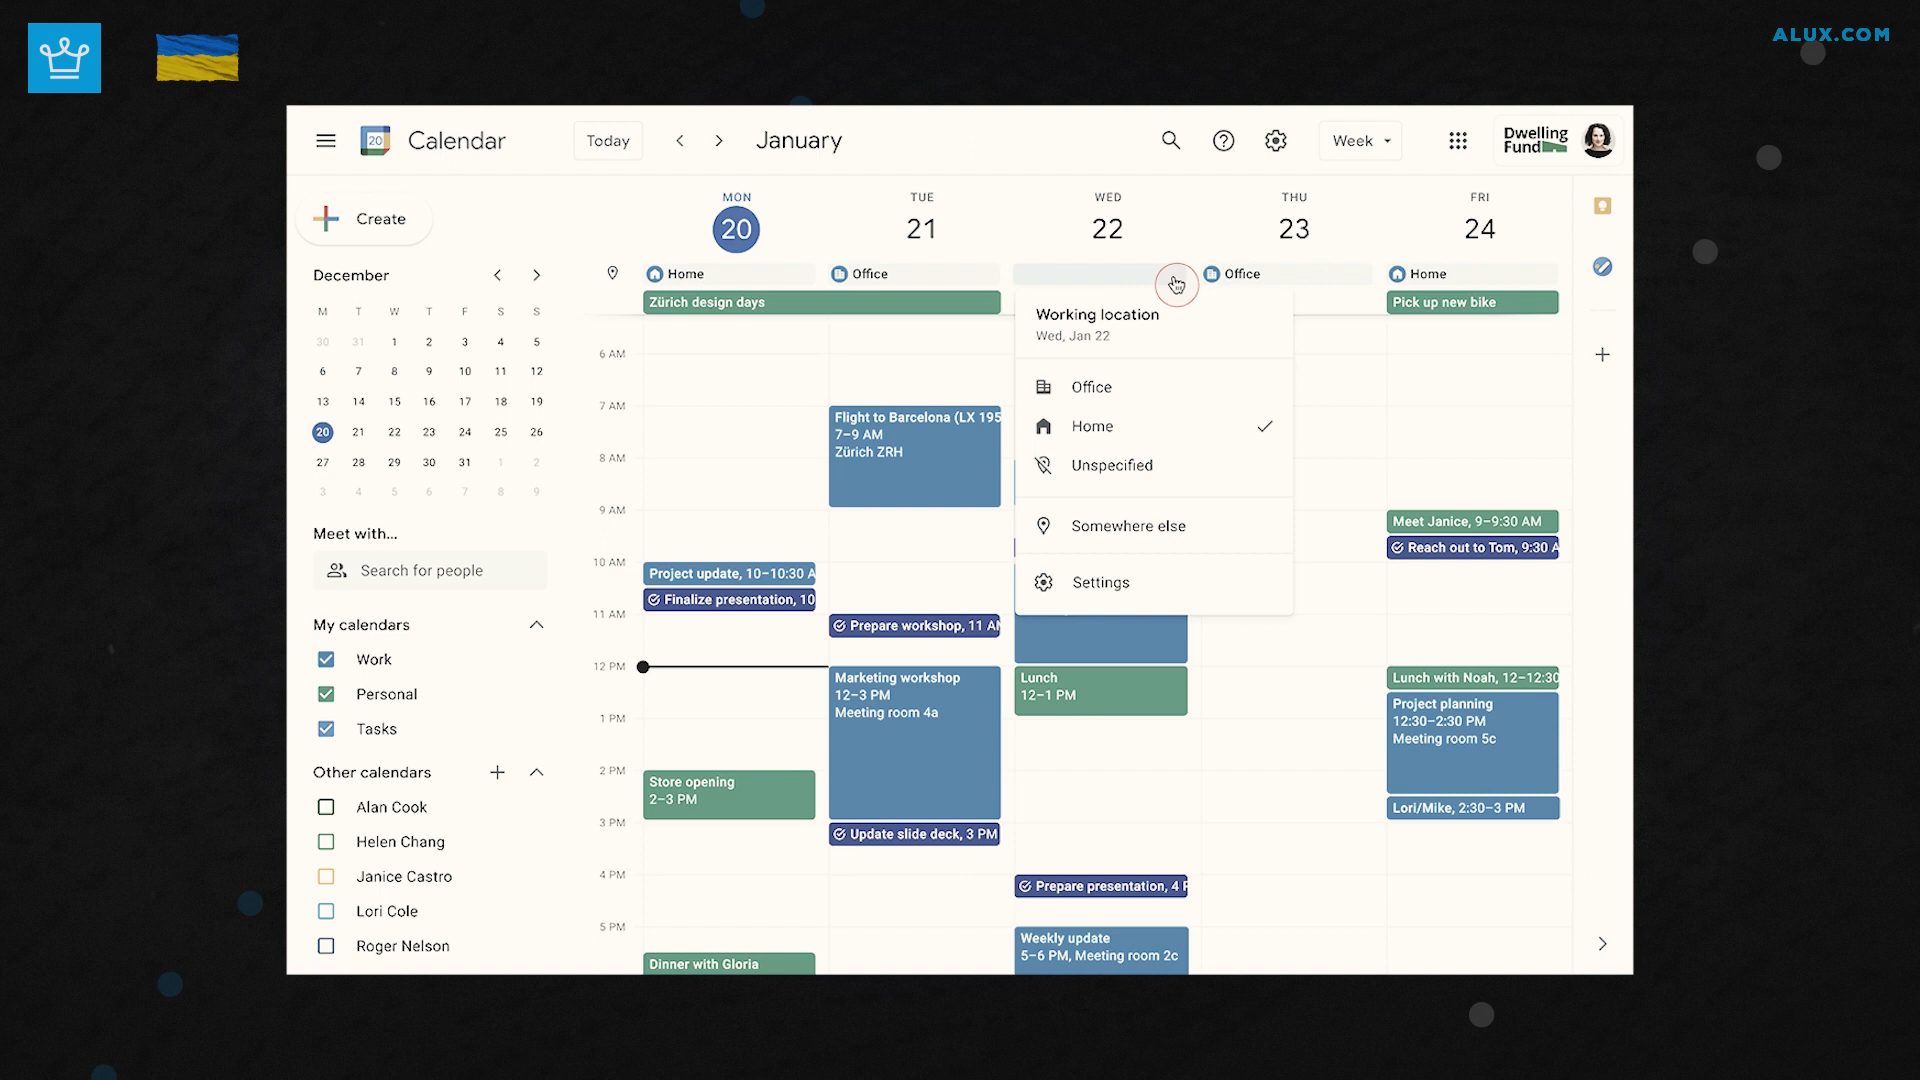 ALUX.COM
20
Calendar
Today
January
Week
Dwelling
Fund
Create
MON
20
TUE
21
WED
22
THU
23
FRI
24
December
M T W T F S S
30 31 1 2 3 4 5
6 7 8 9 10 11 12
13 14 15 16 17 18 19
20 21 22 23 24 25 26
27 28 29 30 31 1 2
3 4 5 6 7 8 9
Meet with...
Search for people
My calendars
Work
Personal
Tasks
Other calendars
Alan Cook
Helen Chang
Janice Castro
Lori Cole
Roger Nelson
Home
Office
Office
Home
Zürich design days
Pick up new bike
6 AM
7 AM
8 AM
9 AM
10 AM
11 AM
12 PM
1 PM
2 PM
3 PM
4 PM
5 PM
Project update, 10–10:30 A
Finalize presentation, 10
Store opening
2–3 PM
Dinner with Gloria
Flight to Barcelona (LX 195
7–9 AM
Zürich ZRH
Prepare workshop, 11 AM
Marketing workshop
12–3 PM
Meeting room 4a
Update slide deck, 3 PM
Working location
Wed, Jan 22
Office
Home
Unspecified
Somewhere else
Settings
Lunch
12–1 PM
Prepare presentation, 4 P
Weekly update
5–6 PM, Meeting room 2c
Meet Janice, 9–9:30 AM
Reach out to Tom, 9:30 A
Lunch with Noah, 12–12:30
Project planning
12:30–2:30 PM
Meeting room 5c
Lori/Mike, 2:30–3 PM